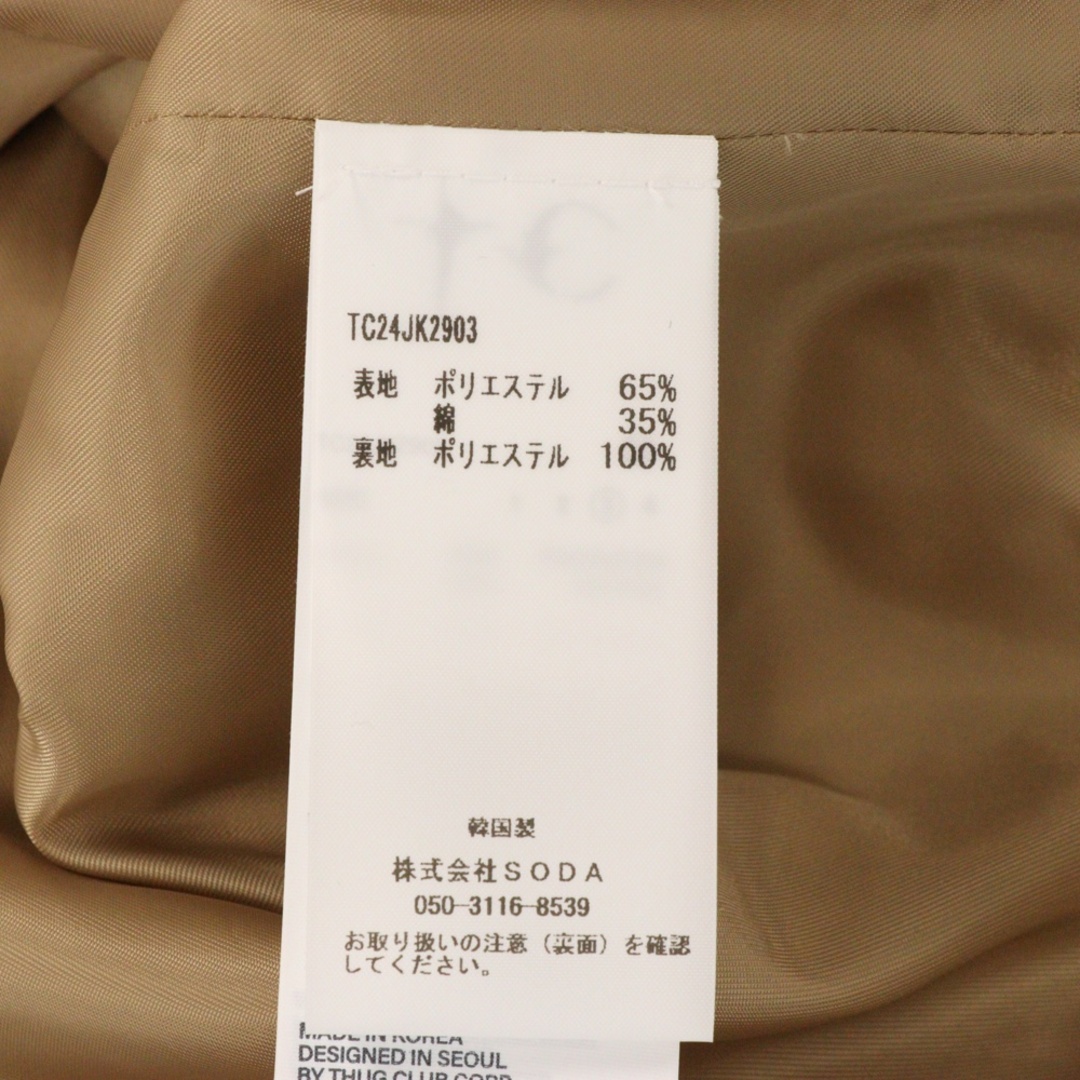 TC24JK2903
表地 ポリエステル 65%
綿 35%
裏地 ポリエステル 100%
韓国製
株式会社SODA
050-3116-8539
お取り扱いの注意(裏面)を確認
してください。
MADE IN KOREA
DESIGNED IN SEOUL
BY THUG CLUB CORP